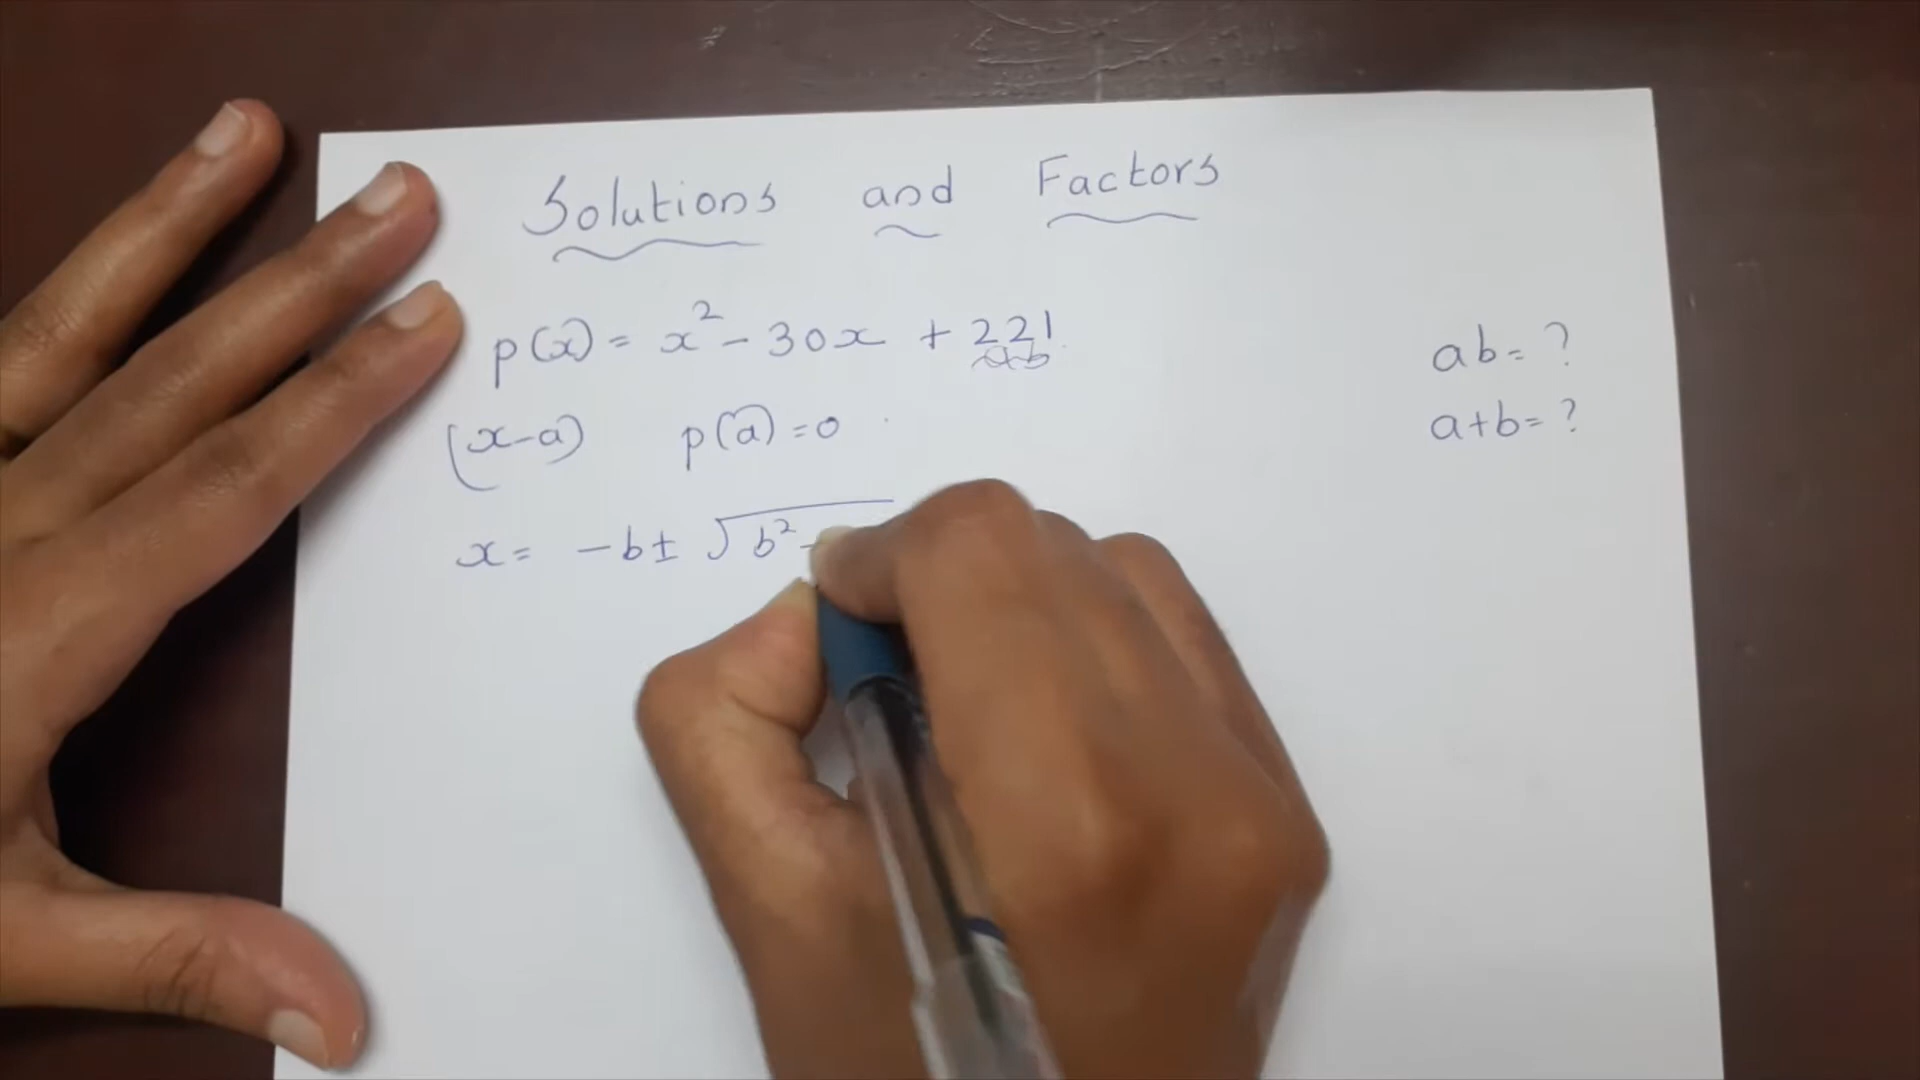 Solutions and Factors
p(x) = x² - 30x + 221
ab = ?
(x-a) p(a) = 0
a+b = ?
x = -b ± √b² -